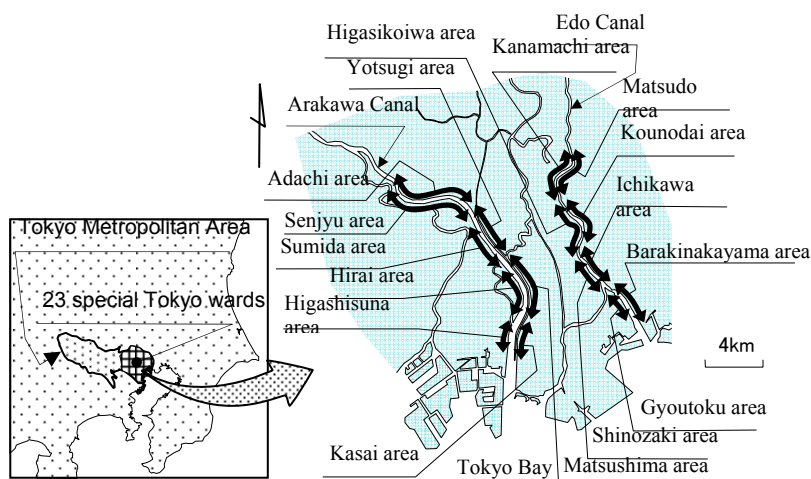 Higasikoiwa area
Edo Canal
Kanamachi area
Yotsugi area
Matsudo
area
Arakawa Canal
Kounodai area
Adachi area
Ichikawa
area
Senjyu area
Tokyo Metropolitan Area
Sumida area
Barakinakayama area
Hirai area
23 special Tokyo wards
Higashisuna
area
4km
Gyoutoku area
Shinozaki area
Kasai area
Tokyo Bay
Matsushima area